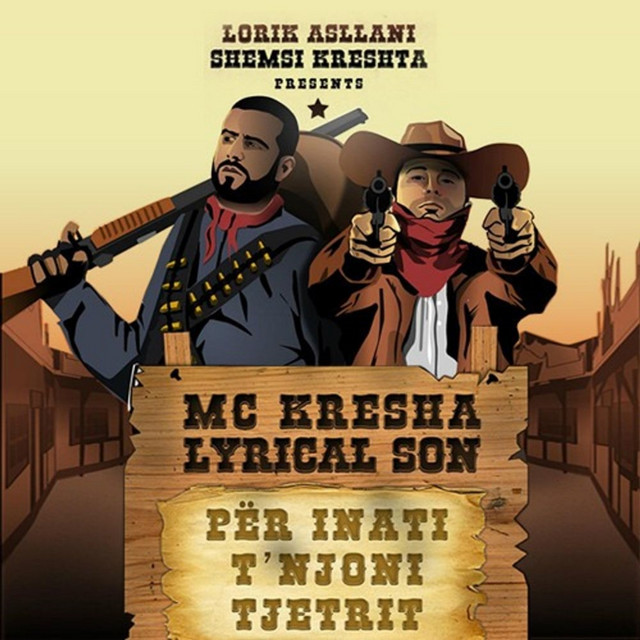 LORIK ASLLANI
SHEMSI KRESHTA
PRESENTS
MC KRESHA
LYRICAL SON
PËR INATI
T'NJONI
TJETRIT